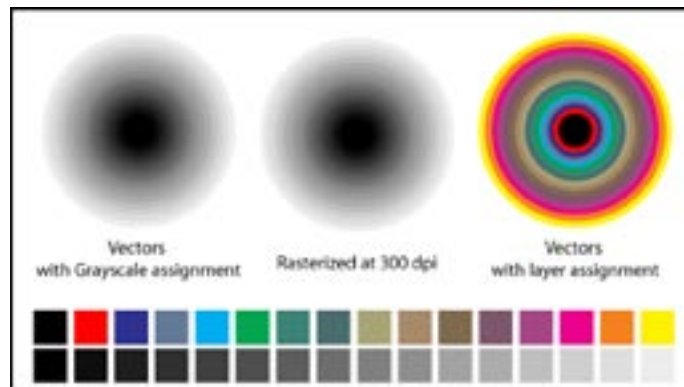 Vectors
with Grayscale assignment
Rasterized at 300 dpi
Vectors
with layer assignment